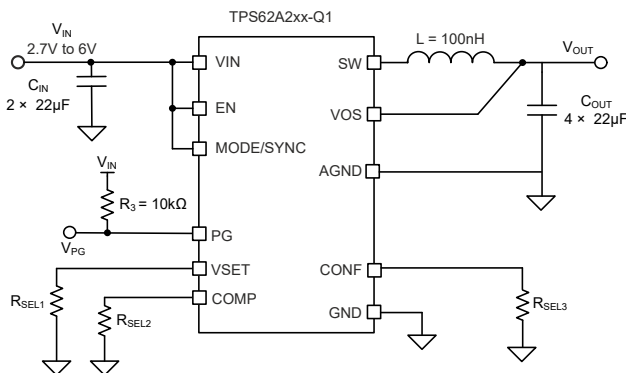 TPS62A2xx-Q1
V_IN
2.7V to 6V
C_IN
2 × 22µF
VIN
EN
MODE/SYNC
V_IN
R_3 = 10kΩ
V_PG
PG
VSET
COMP
R_SEL1
R_SEL2
SW
VOS
AGND
CONF
GND
L = 100nH
V_OUT
C_OUT
4 × 22µF
R_SEL3